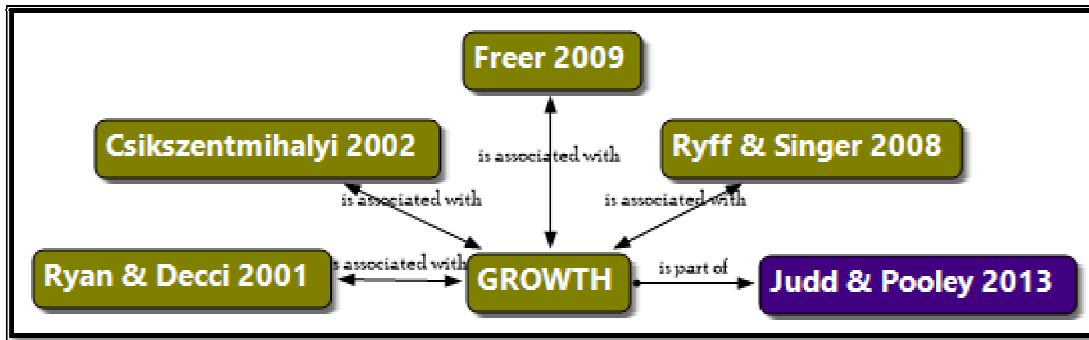 Freer 2009
Csikszentmihalyi 2002
is associated with
Ryff & Singer 2008
is associated with
is associated with
Ryan & Decci 2001
s associated with
GROWTH
is part of
Judd & Pooley 2013